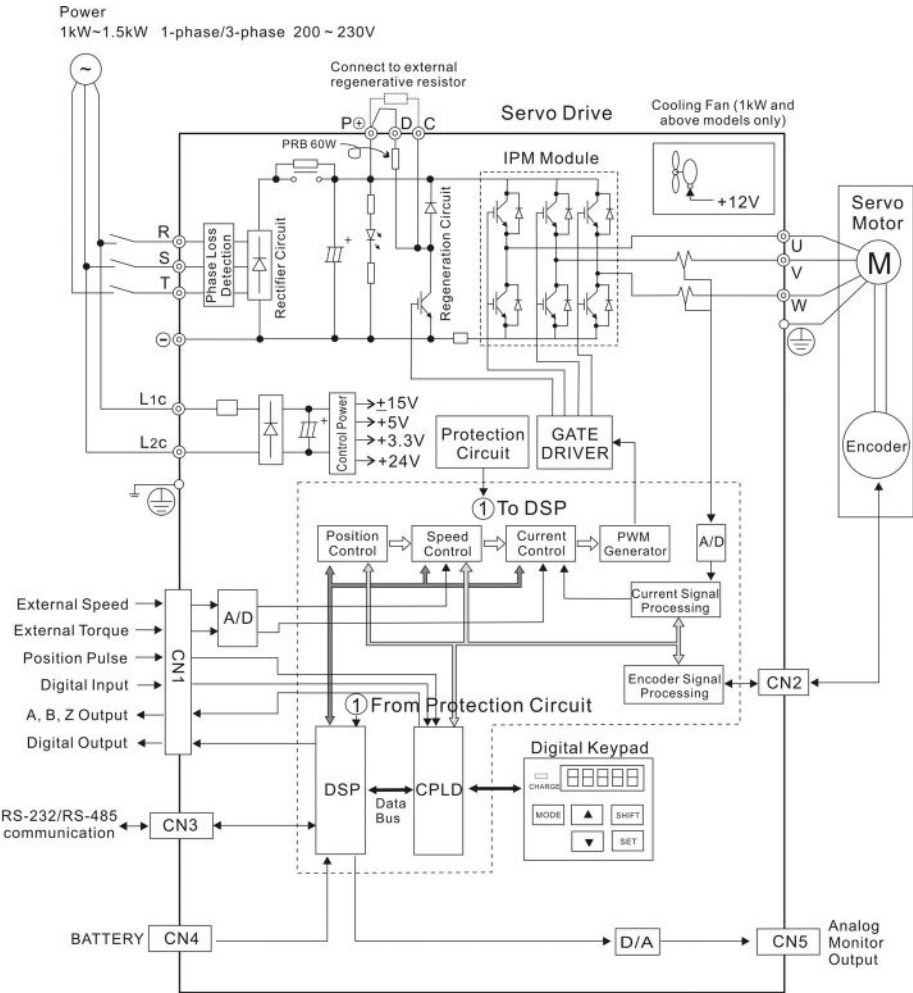 Power
1kW~1.5kW 1-phase/3-phase 200 ~ 230V
~
Connect to external
regenerative resistor
P⊕
D
C
Servo Drive
Cooling Fan (1kW and
above models only)
PRB 60W
IPM Module
+12V
Servo
Motor
R
S
T
Phase Loss
Detection
Rectifier Circuit
+
Regeneration Circuit
U
V
W
M
⊖
L1c
L2c
+
Control Power
±15V
+5V
+3.3V
+24V
Protection
Circuit
GATE
DRIVER
Encoder
① To DSP
Position
Control
Speed
Control
Current
Control
PWM
Generator
A/D
External Speed
External Torque
Position Pulse
Digital Input
A, B, Z Output
Digital Output
CN1
A/D
Current Signal
Processing
Encoder Signal
Processing
CN2
① From Protection Circuit
DSP
Data
Bus
CPLD
Digital Keypad
CHARGE
88888
MODE
▲
SHIFT
▼
SET
RS-232/RS-485
communication
CN3
BATTERY
CN4
D/A
CN5
Analog
Monitor
Output